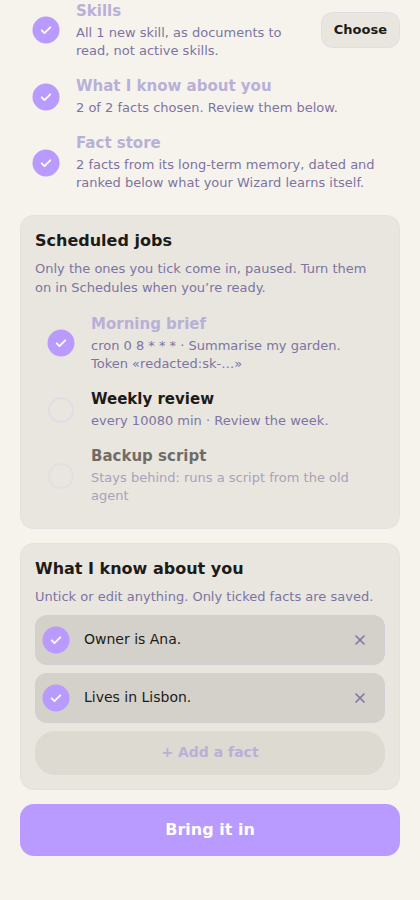 Skills
All 1 new skill, as documents to
read, not active skills.
Choose
What I know about you
2 of 2 facts chosen. Review them below.
Fact store
2 facts from its long-term memory, dated and
ranked below what your Wizard learns itself.
Scheduled jobs
Only the ones you tick come in, paused. Turn them
on in Schedules when you’re ready.
Morning brief
cron 0 8 * * * · Summarise my garden.
Token «redacted:sk-…»
Weekly review
every 10080 min · Review the week.
Backup script
Stays behind: runs a script from the old
agent
What I know about you
Untick or edit anything. Only ticked facts are saved.
Owner is Ana.
Lives in Lisbon.
+ Add a fact
Bring it in